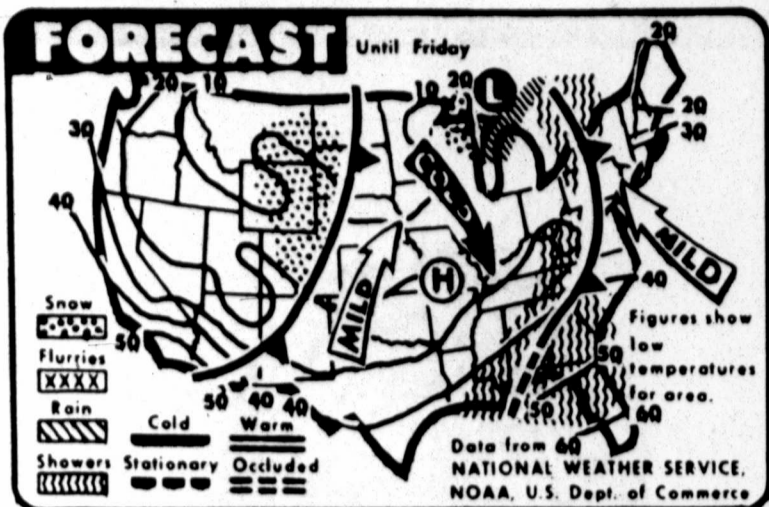 FORECAST Until Friday
20
20 10
10 20 L
20
30
30
40
COLD
MILD
H
MILD
40
Snow
50
Flurries
Rain
Showers
50 40 40
Cold Warm
Stationary Occluded
Figures show
low
temperatures
for area.
50
50
60
60
Data from
NATIONAL WEATHER SERVICE,
NOAA, U.S. Dept. of Commerce